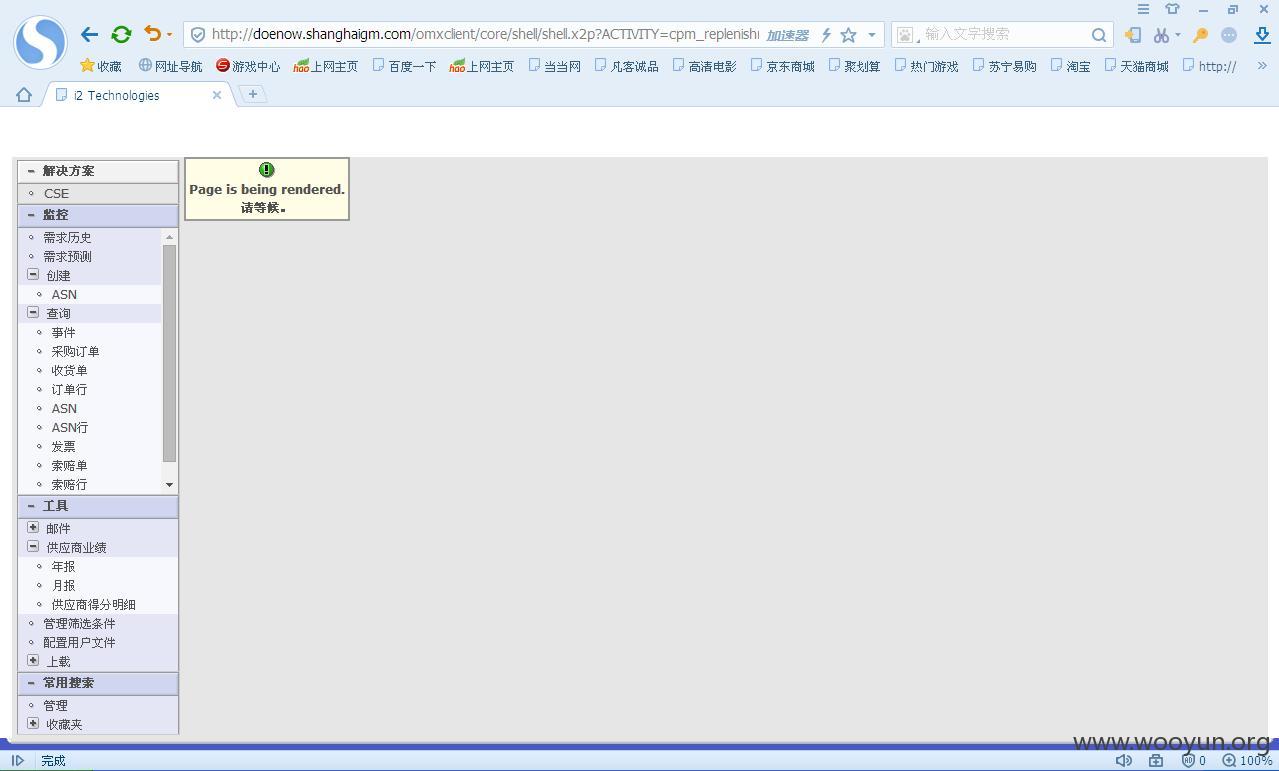 http://doenow.shanghaigm.com/omxclient/core/shell/shell.x2p?ACTIVITY=cpm_replenishı 加速器
输入文字搜索
收藏 网址导航 游戏中心 hao 上网主页 百度一下 hao 上网主页 当当网 凡客诚品 高清电影 京东商城 聚划算 热门游戏 苏宁易购 淘宝 天猫商城 http://
i2 Technologies
解决方案
CSE
监控
需求历史
需求预测
创建
ASN
查询
事件
采购订单
收货单
订单行
ASN
ASN行
发票
索赔单
索赔行
工具
邮件
供应商业绩
年报
月报
供应商得分明细
管理筛选条件
配置用户文件
上载
常用搜索
管理
收藏夹
Page is being rendered.
请等候。
www.wooyun.org
完成
0
100%